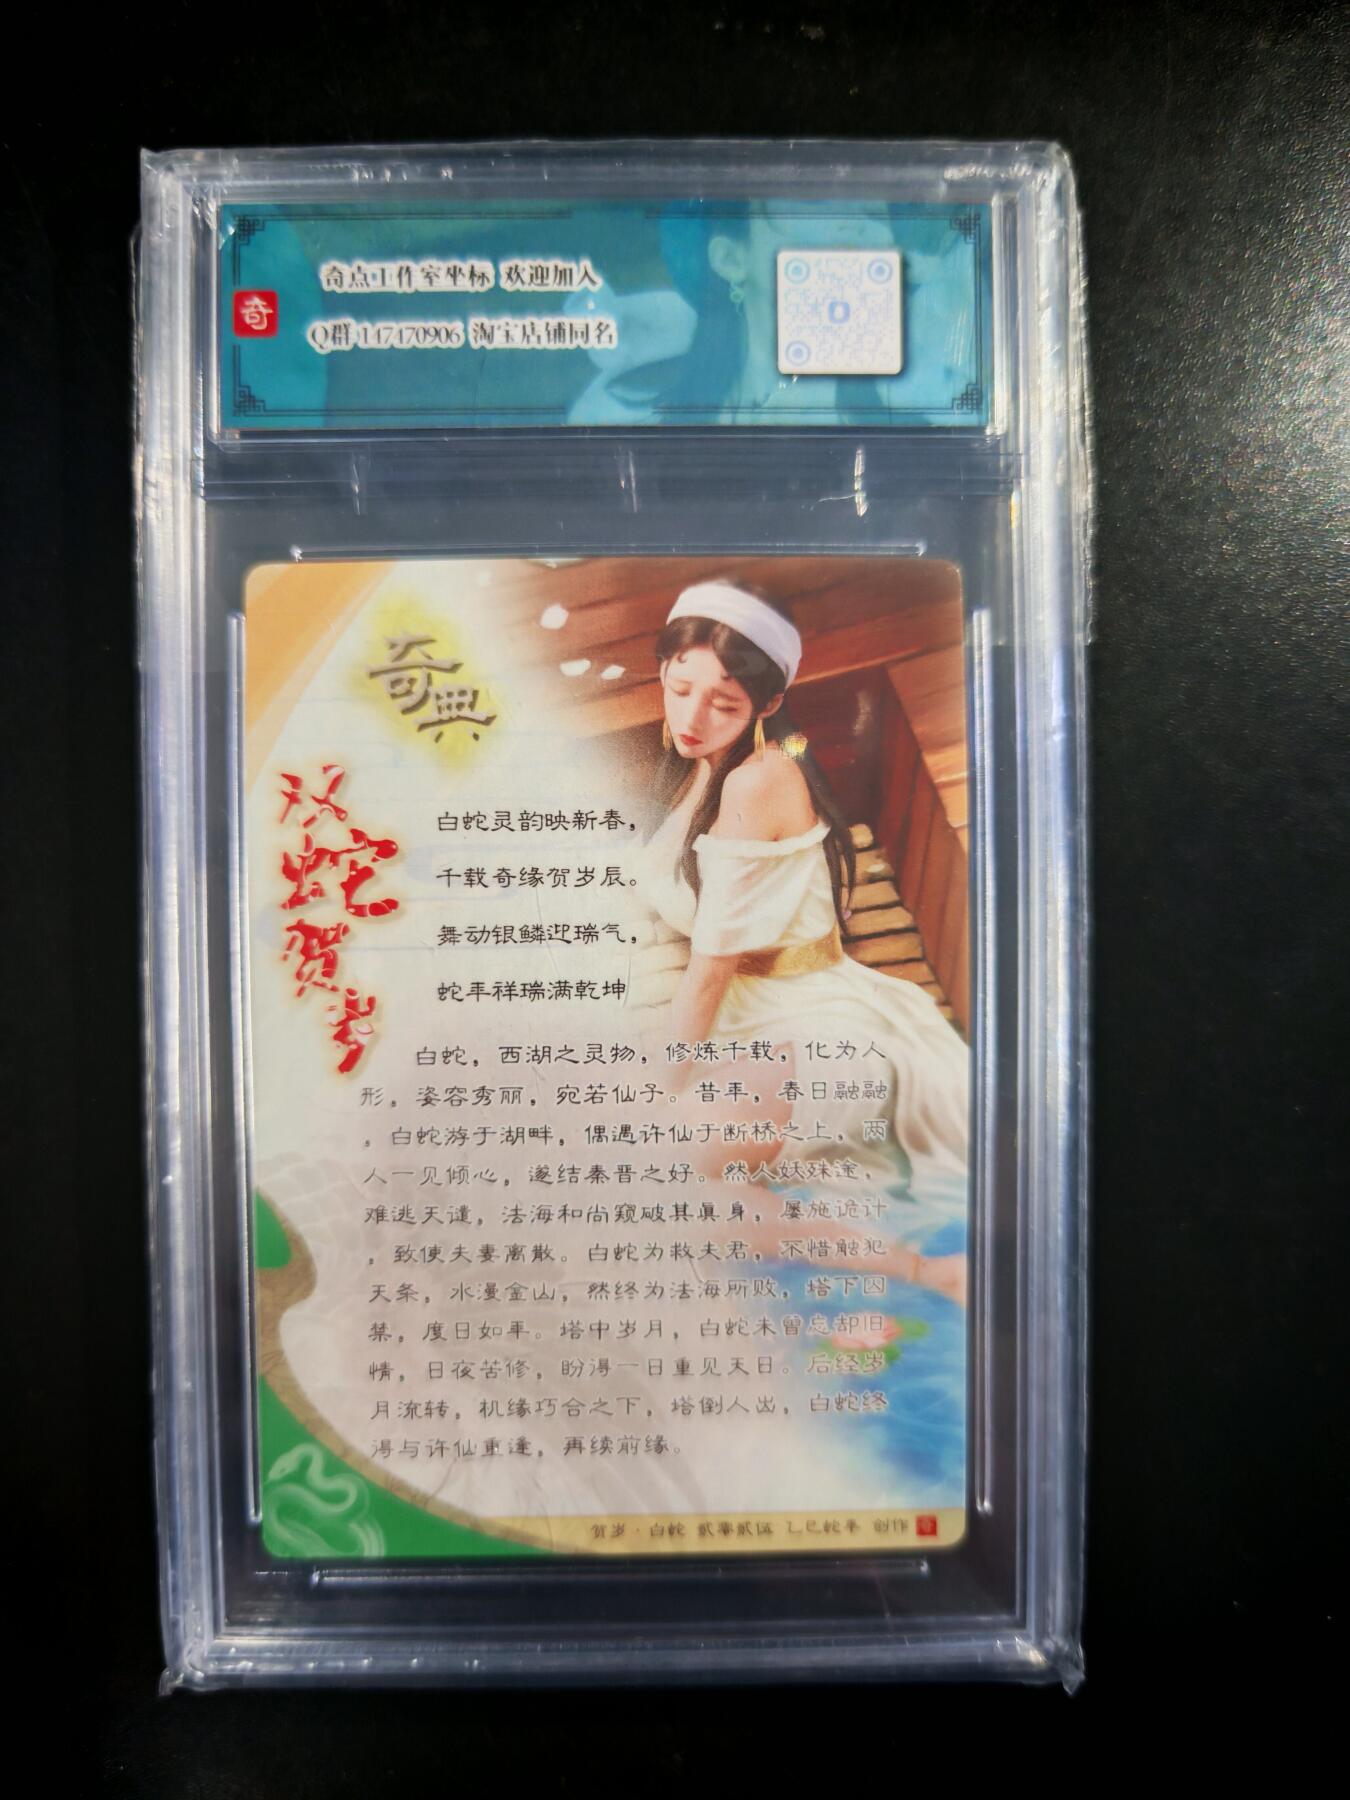 奇点工作室坐标 欢迎加入
Q群 147470906 淘宝店铺同名
奇
奇典
双蛇贺岁
白蛇灵韵映新春，
千载奇缘贺岁辰。
舞动银鳞迎瑞气，
蛇年祥瑞满乾坤
白蛇，西湖之灵物，修炼千载，化为人
形，姿容秀丽，宛若仙子。昔年，春日融融
，白蛇游于湖畔，偶遇许仙于断桥之上，两
人一见倾心，遂结秦晋之好。然人妖殊途，
难逃天谴，法海和尚窥破其真身，屡施诡计
，致使夫妻离散。白蛇为救夫君，不惜触犯
天条，水漫金山，然终为法海所败，塔下囚
禁，度日如年。塔中岁月，白蛇未曾忘却旧
情，日夜苦修，盼得一日重见天日。后经岁
月流转，机缘巧合之下，塔倒人出，白蛇终
得与许仙重逢，再续前缘。
贺岁·白蛇 贰零贰伍 乙巳蛇年 创作 奇